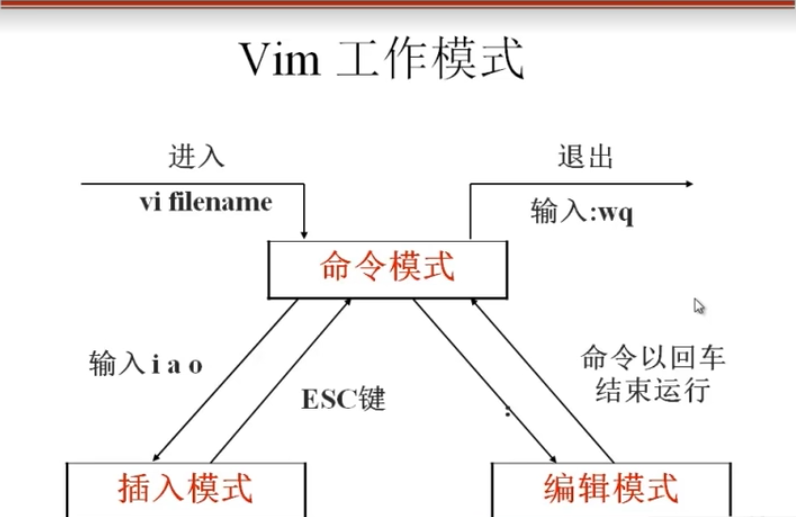 Vim 工作模式
进入
退出
vi filename
输入:wq
命令模式
输入 i a o
命令以回车
结束运行
ESC键
:
插入模式
编辑模式